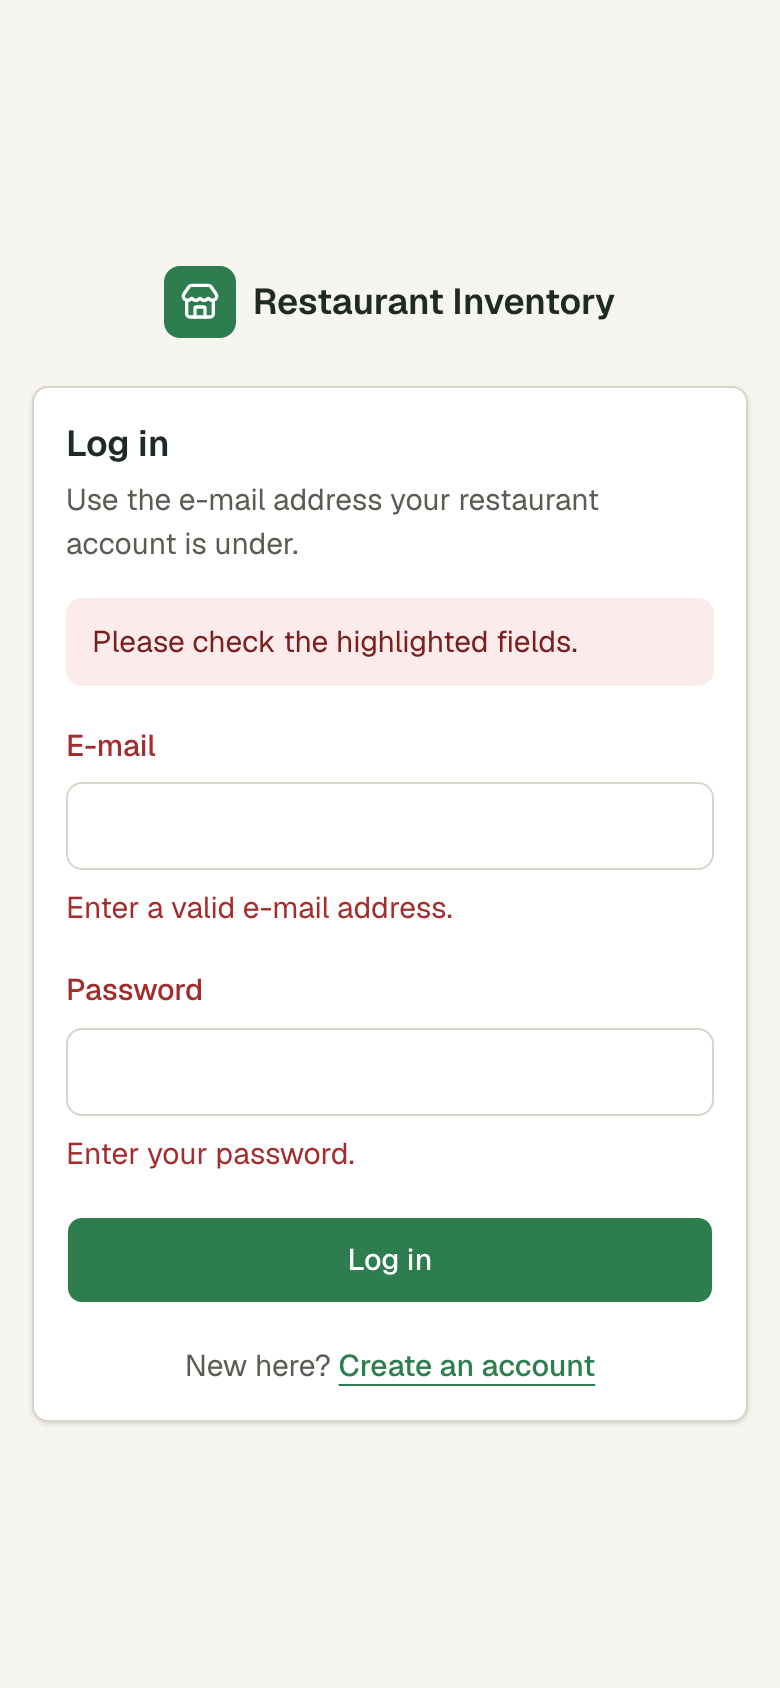 Restaurant Inventory
Log in
Use the e-mail address your restaurant
account is under.
Please check the highlighted fields.
E-mail
Enter a valid e-mail address.
Password
Enter your password.
Log in
New here? Create an account